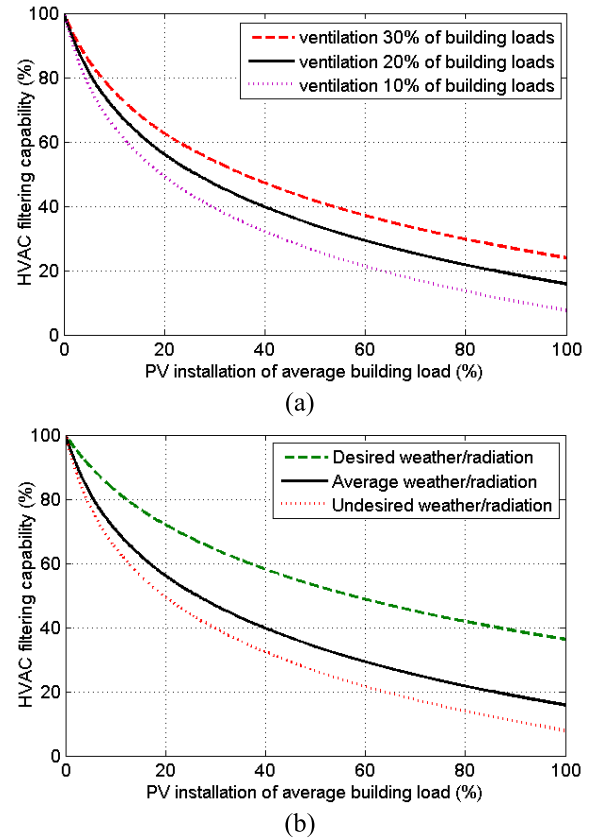 100
80
60
40
20
0
HVAC filtering capability (%)
ventilation 30% of building loads
ventilation 20% of building loads
ventilation 10% of building loads
0 20 40 60 80 100
PV installation of average building load (%)
(a)
100
80
60
40
20
0
HVAC filtering capability (%)
Desired weather/radiation
Average weather/radiation
Undesired weather/radiation
0 20 40 60 80 100
PV installation of average building load (%)
(b)